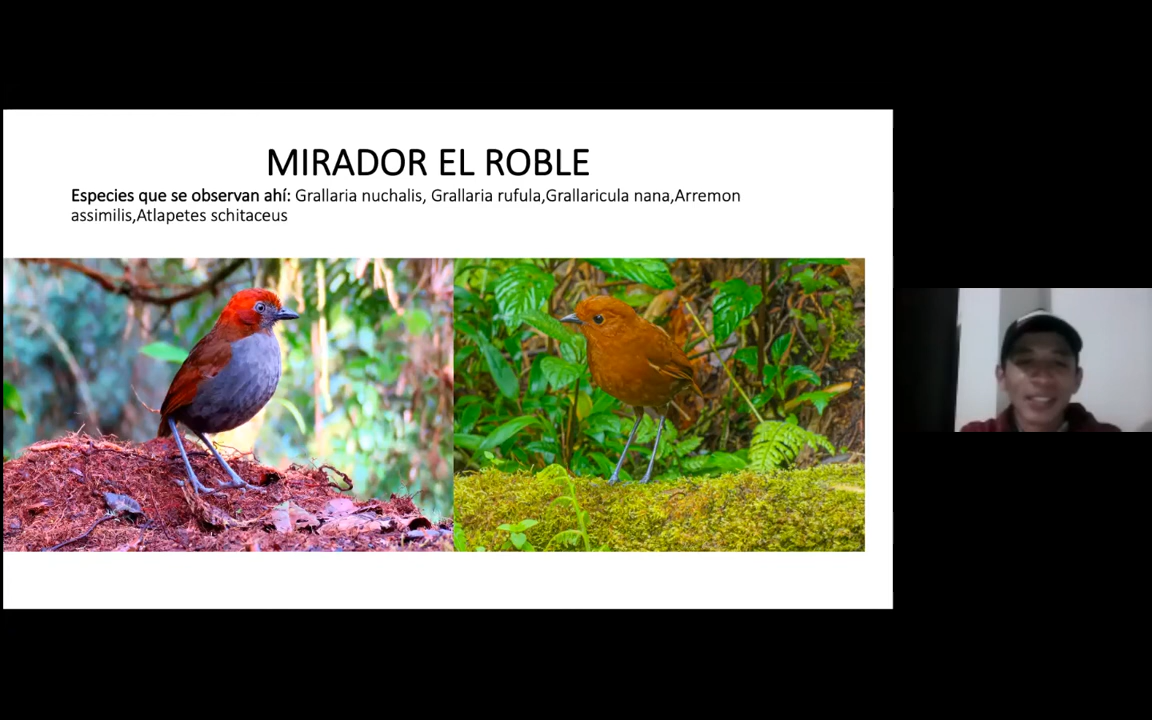 MIRADOR EL ROBLE
Especies que se observan ahí: Grallaria nuchalis, Grallaria rufula,Grallaricula nana,Arremon
assimilis,Atlapetes schitaceus